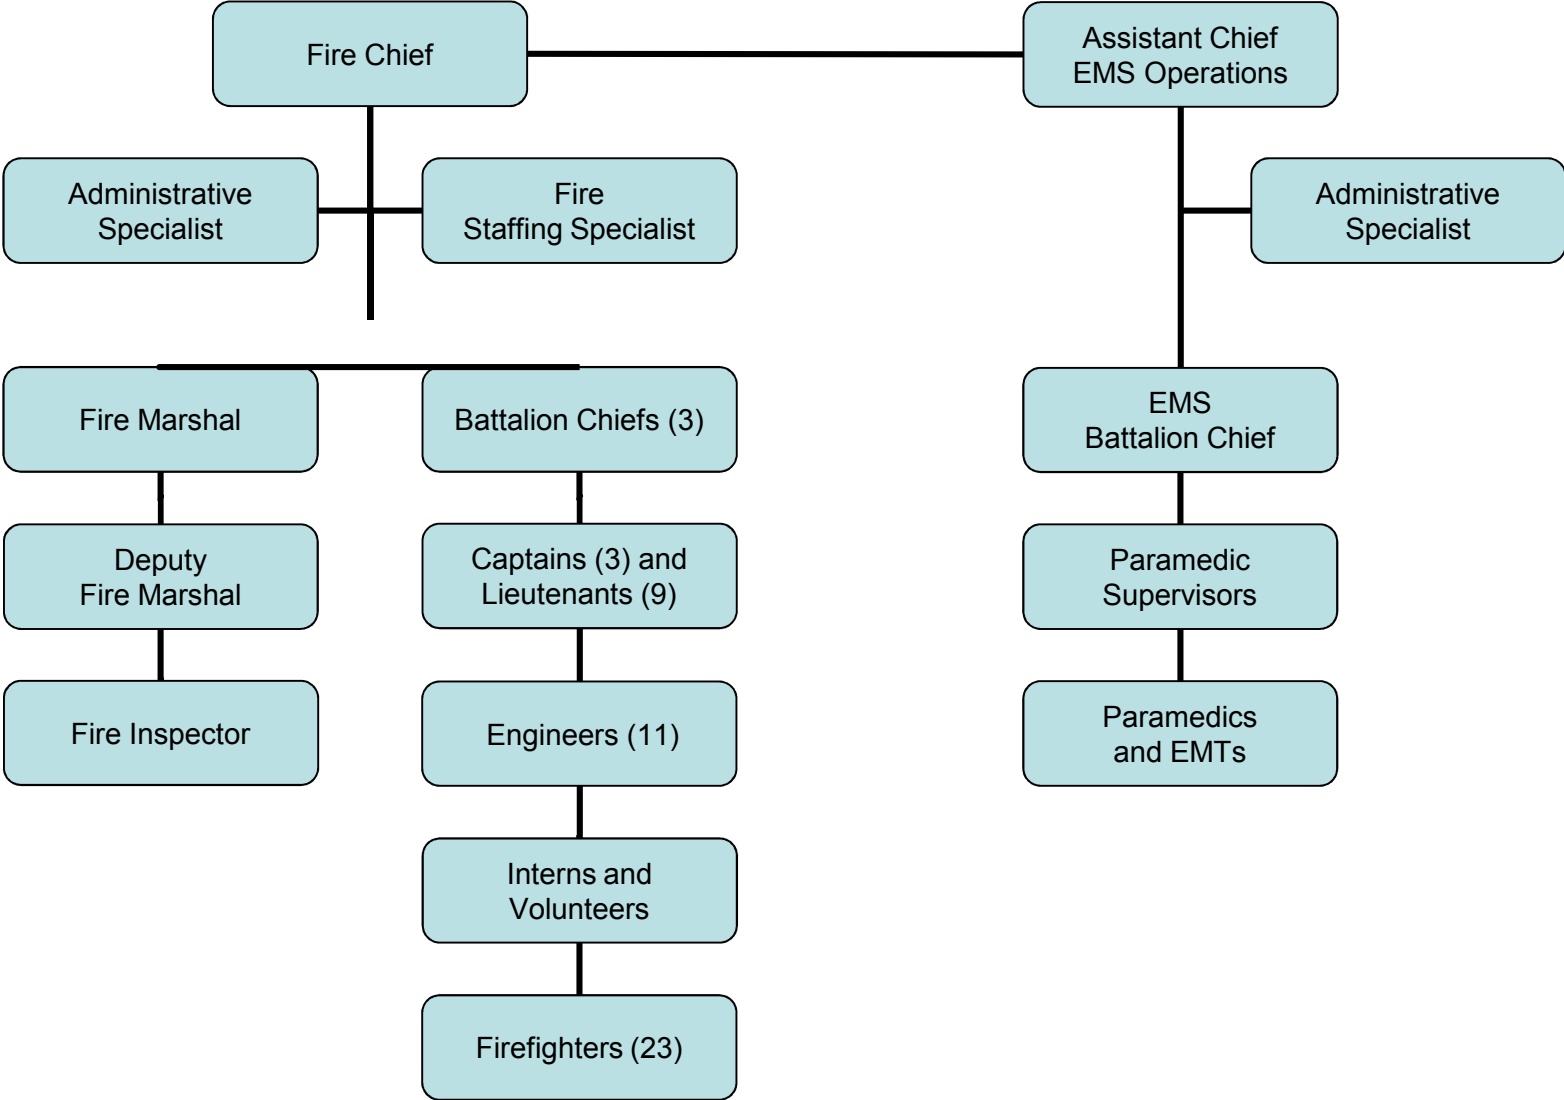 Fire Chief
Assistant Chief
EMS Operations
Administrative
Specialist
Fire
Staffing Specialist
Administrative
Specialist
Fire Marshal
Battalion Chiefs (3)
EMS
Battalion Chief
Deputy
Fire Marshal
Captains (3) and
Lieutenants (9)
Paramedic
Supervisors
Fire Inspector
Engineers (11)
Paramedics
and EMTs
Interns and
Volunteers
Firefighters (23)